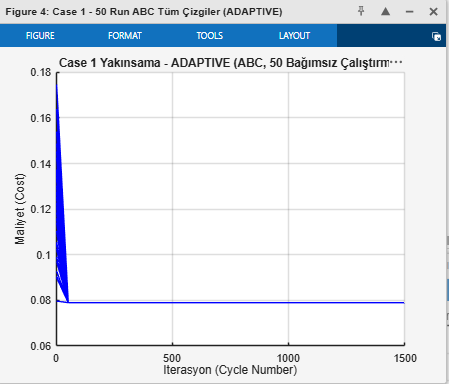 Figure 4: Case 1 - 50 Run ABC Tüm Çizgiler (ADAPTIVE)
FIGURE FORMAT TOOLS LAYOUT
Case 1 Yakınsama - ADAPTIVE (ABC, 50 Bağımsız Çalıştırm···
0.18
0.16
0.14
0.12
0.1
0.08
0.06
Maliyet (Cost)
0 500 1000 1500
Iterasyon (Cycle Number)